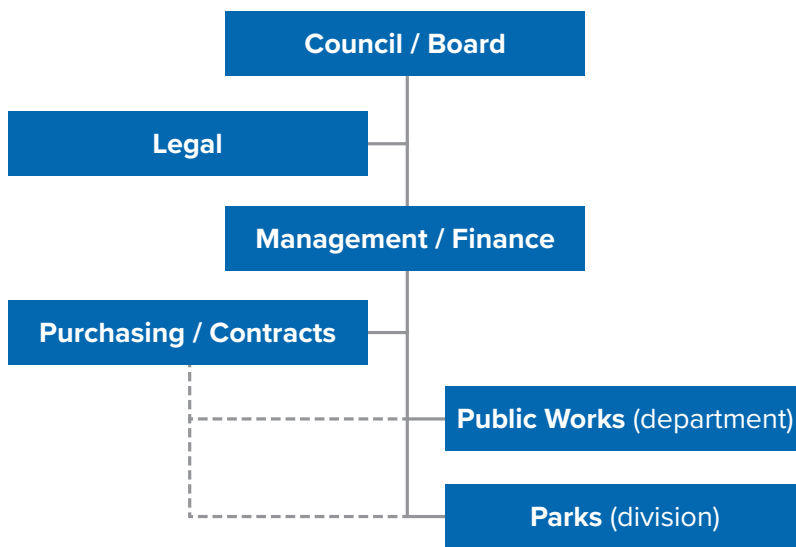 Council / Board
Legal
Management / Finance
Purchasing / Contracts
Public Works (department)
Parks (division)